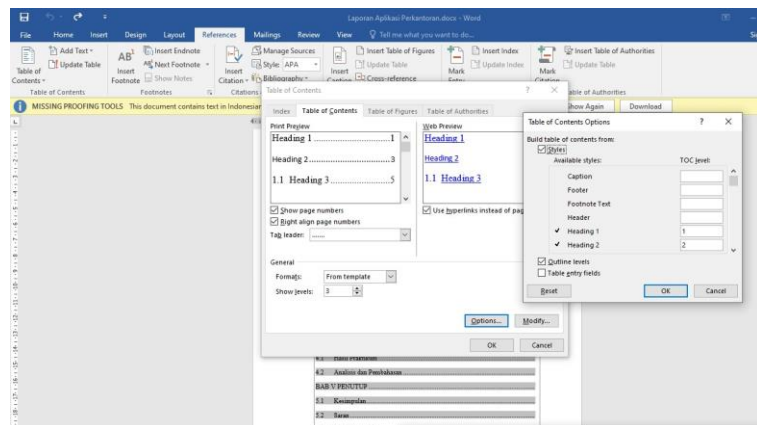 Laporan Aplikasi Perkantoran.docx - Word
File Home Insert Design Layout References Mailings Review View Tell me what you want to do...
Table of Contents
Add Text
Update Table
Table of Contents
AB¹ Insert Footnote
Insert Endnote
Next Footnote
Show Notes
Footnotes
Insert Citation
Manage Sources
Style: APA
Bibliography
Citations
Insert Caption
Insert Table of Figures
Update Table
Cross-reference
Mark Entry
Insert Index
Update Index
Mark Citation
Insert Table of Authorities
Update Table
Table of Authorities
MISSING PROOFING TOOLS This document contains text in Indonesian
Show Again Download
Table of Contents ? X
Index Table of Contents Table of Figures Table of Authorities
Print Preview
Heading 1 ........................ 1
Heading 2 ........................ 3
1.1 Heading 3 ........................ 5
Show page numbers
Right align page numbers
Tab leader: .......
Web Preview
Heading 1
Heading 2
1.1 Heading 3
Use hyperlinks instead of pag
General
Formats: From template
Show levels: 3
Options... Modify...
OK Cancel
Table of Contents Options ? X
Build table of contents from:
Styles
Available styles: TOC level:
Caption
Footer
Footnote Text
Header
✓ Heading 1 1
✓ Heading 2 2
Outline levels
Table entry fields
Reset OK Cancel
4.2 Analisis dan Pembahasan
BAB V PENUTUP
5.1 Kesimpulan
5.2 Saran